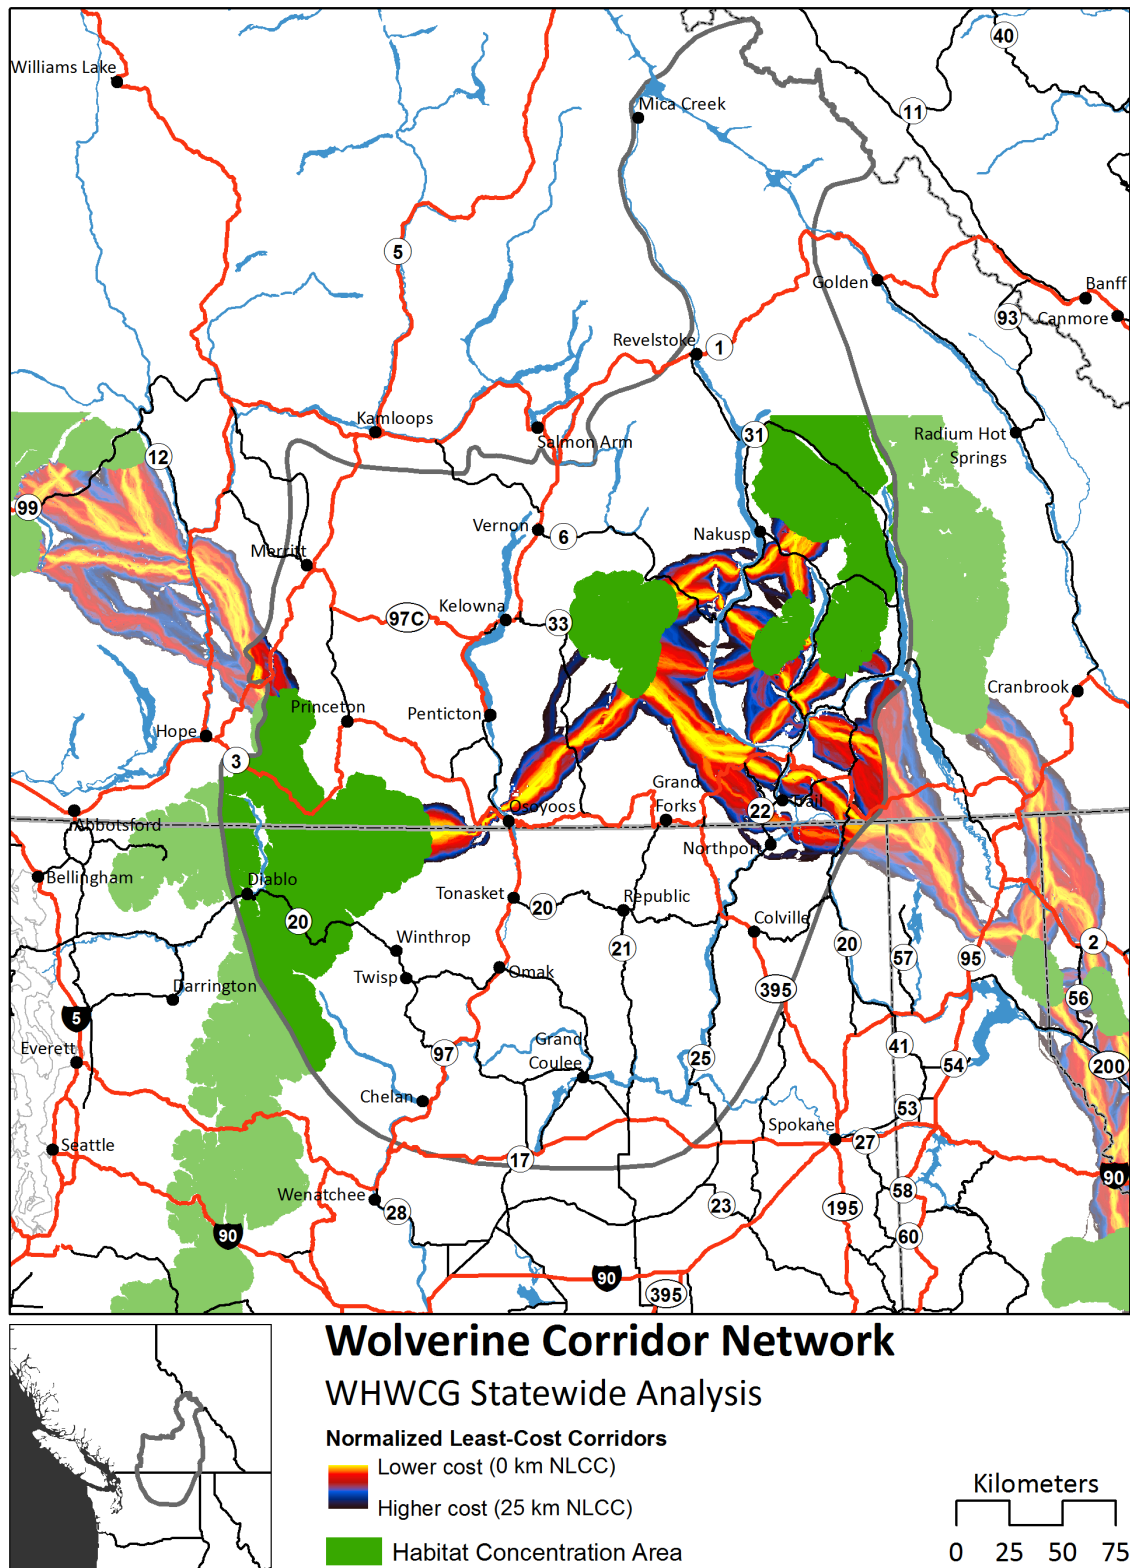 40
Williams Lake
Mica Creek
11
5
Golden
Banff
93
Canmore
Revelstoke
1
Kamloops
Salmon Arm
31
Radium Hot
Springs
12
99
Vernon
6
Nakusp
Merritt
Kelowna
97C
33
Cranbrook
Princeton
Penticton
Hope
3
Grand
Forks
Osoyoos
22
Trail
Abbotsford
Northport
Bellingham
Diablo
Tonasket
20
Republic
20
Colville
Winthrop
21
20
57
95
2
Twisp
Omak
395
56
Darrington
5
Everett
Grand
Coulee
97
25
41
54
200
Chelan
53
Seattle
Spokane
27
17
90
Wenatchee
28
23
195
58
90
60
90
395
Wolverine Corridor Network
WHWCG Statewide Analysis
Normalized Least-Cost Corridors
Lower cost (0 km NLCC)
Higher cost (25 km NLCC)
Habitat Concentration Area
Kilometers
0 25 50 75